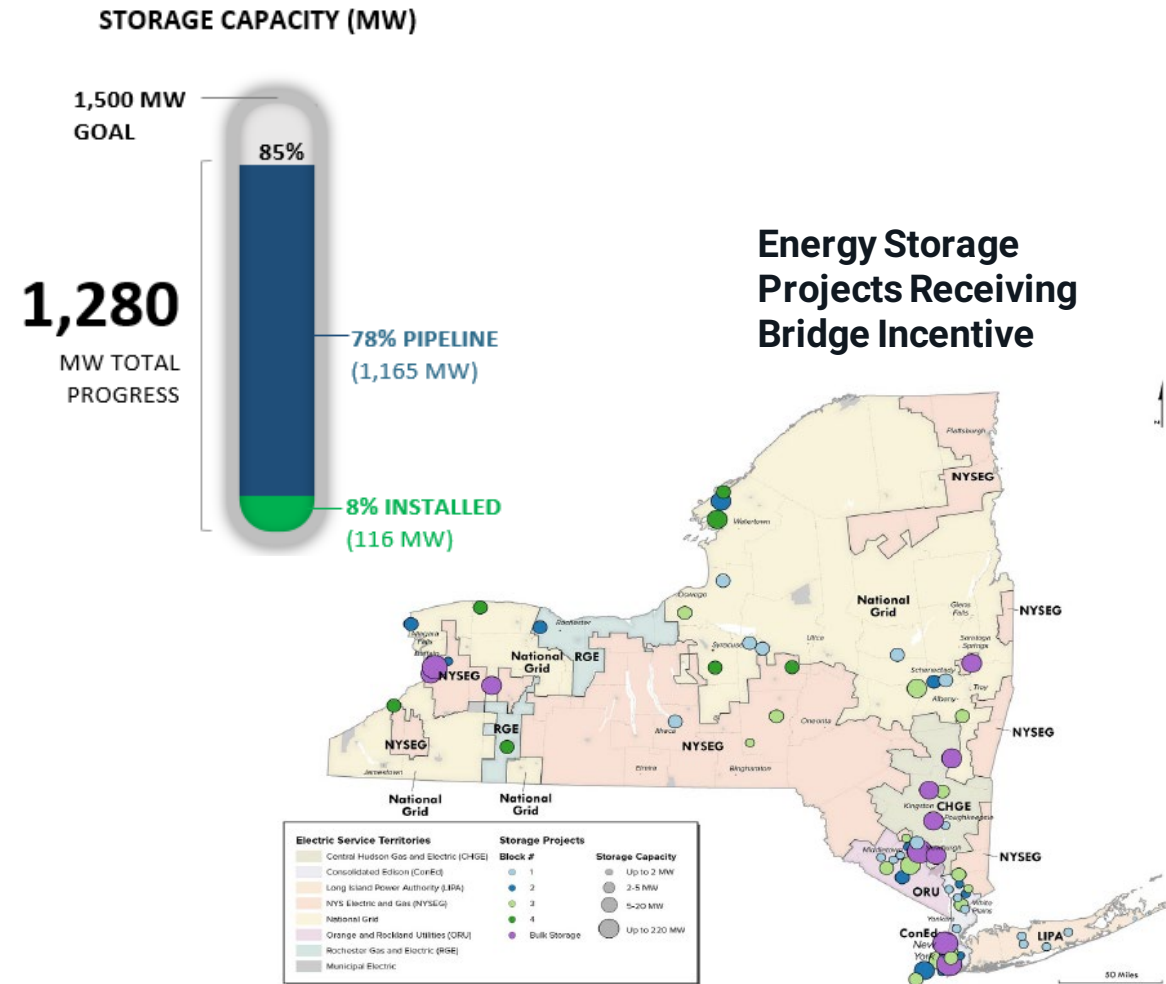 STORAGE CAPACITY (MW)
1,500 MW
GOAL
85%
1,280
MW TOTAL
PROGRESS
78% PIPELINE
(1,165 MW)
8% INSTALLED
(116 MW)
Energy Storage
Projects Receiving
Bridge Incentive
Plattsburgh
NYSEG
Watertown
Oswego
National
Grid
Glens
Falls
NYSEG
Rochester
Niagara
Falls
Buffalo
Syracuse
Utica
Saratoga
Springs
National
Grid
RGE
NYSEG
Schenectady
Albany
Troy
Ithaca
Oneonta
RGE
NYSEG
NYSEG
NYSEG
Jamestown
Elmira
Binghamton
National
Grid
National
Grid
Kingston
CHGE
Poughkeepsie
Middletown
Newburgh
NYSEG
ORU
White
Plains
Yonkers
ConEd
New
York
LIPA
50 Miles
Electric Service Territories
Central Hudson Gas and Electric (CHGE)
Consolidated Edison (ConEd)
Long Island Power Authority (LIPA)
NYS Electric and Gas (NYSEG)
National Grid
Orange and Rockland Utilities (ORU)
Rochester Gas and Electric (RGE)
Municipal Electric
Storage Projects
Block #
1
2
3
4
Bulk Storage
Storage Capacity
Up to 2 MW
2-5 MW
5-20 MW
Up to 220 MW